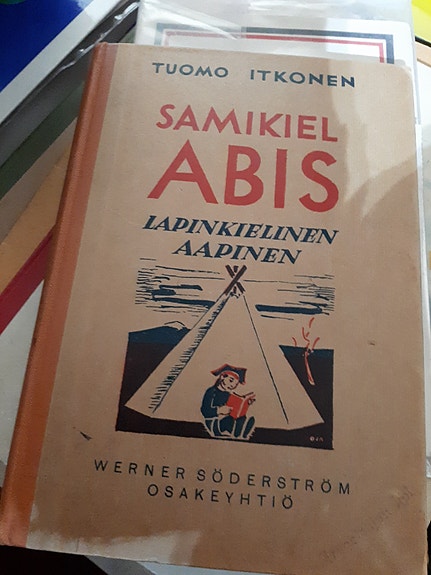 TUOMO ITKONEN
SAMIKIEL
ABIS
LAPINKIELINEN
AAPINEN
WERNER SÖDERSTRÖM
OSAKEYHTIÖ